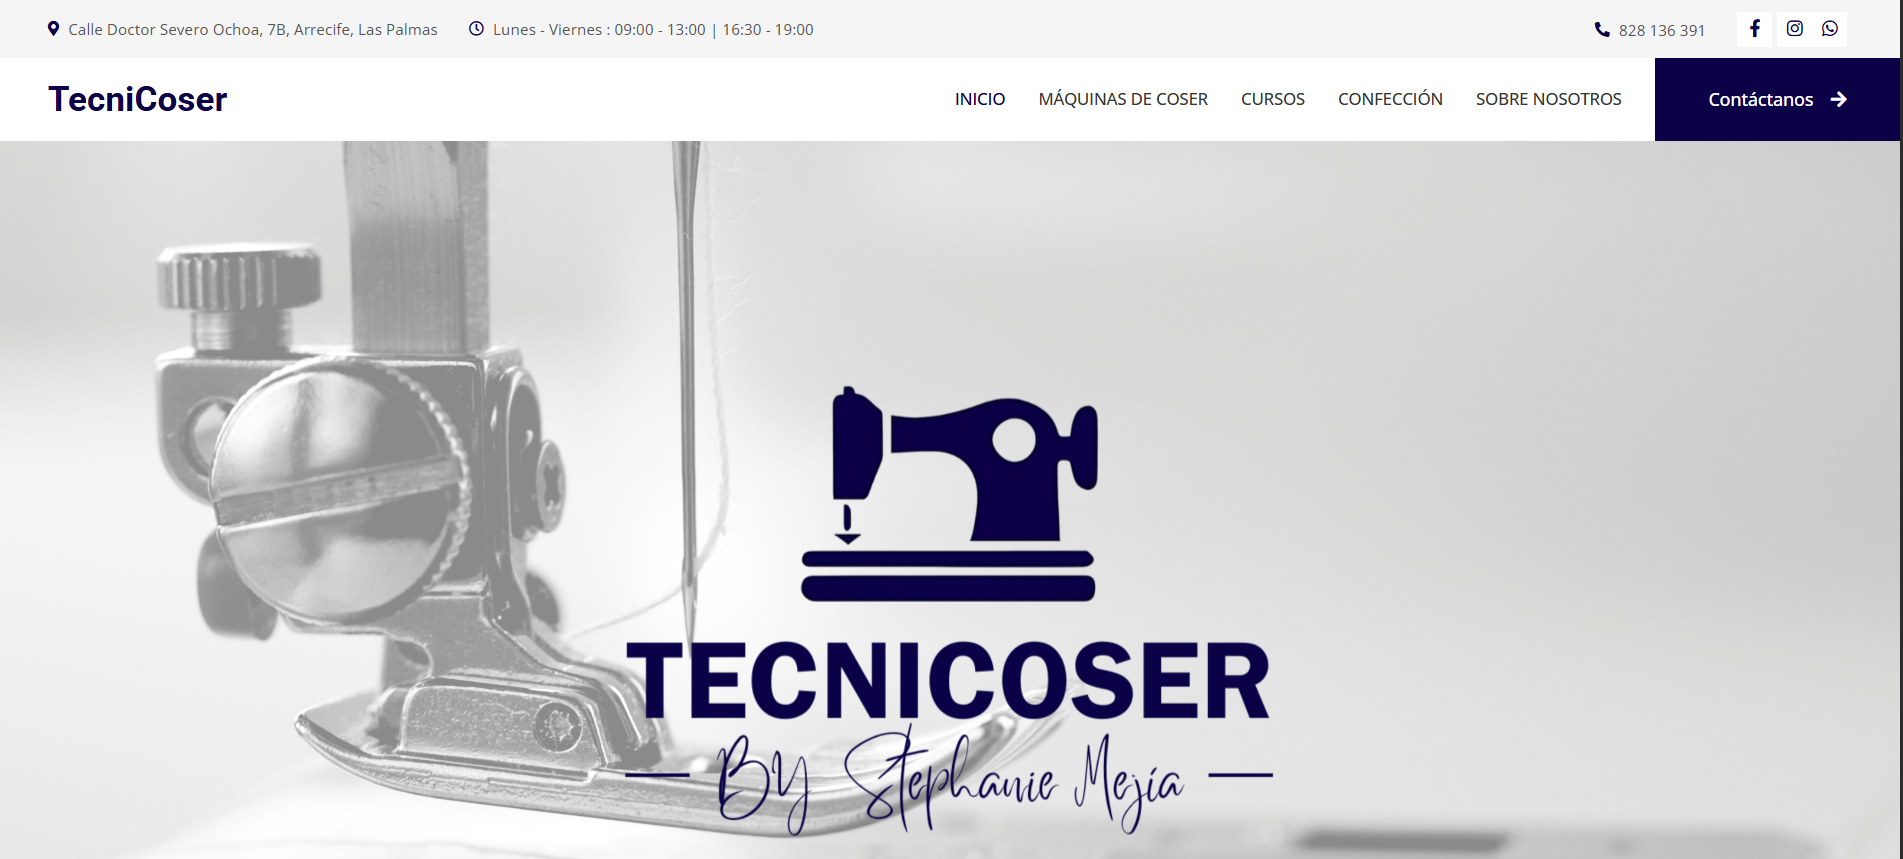 Calle Doctor Severo Ochoa, 7B, Arrecife, Las Palmas Lunes - Viernes : 09:00 - 13:00 | 16:30 - 19:00 828 136 391
TecniCoser INICIO MÁQUINAS DE COSER CURSOS CONFECCIÓN SOBRE NOSOTROS Contáctanos
TECNICOSER
By Stephanie Mejía